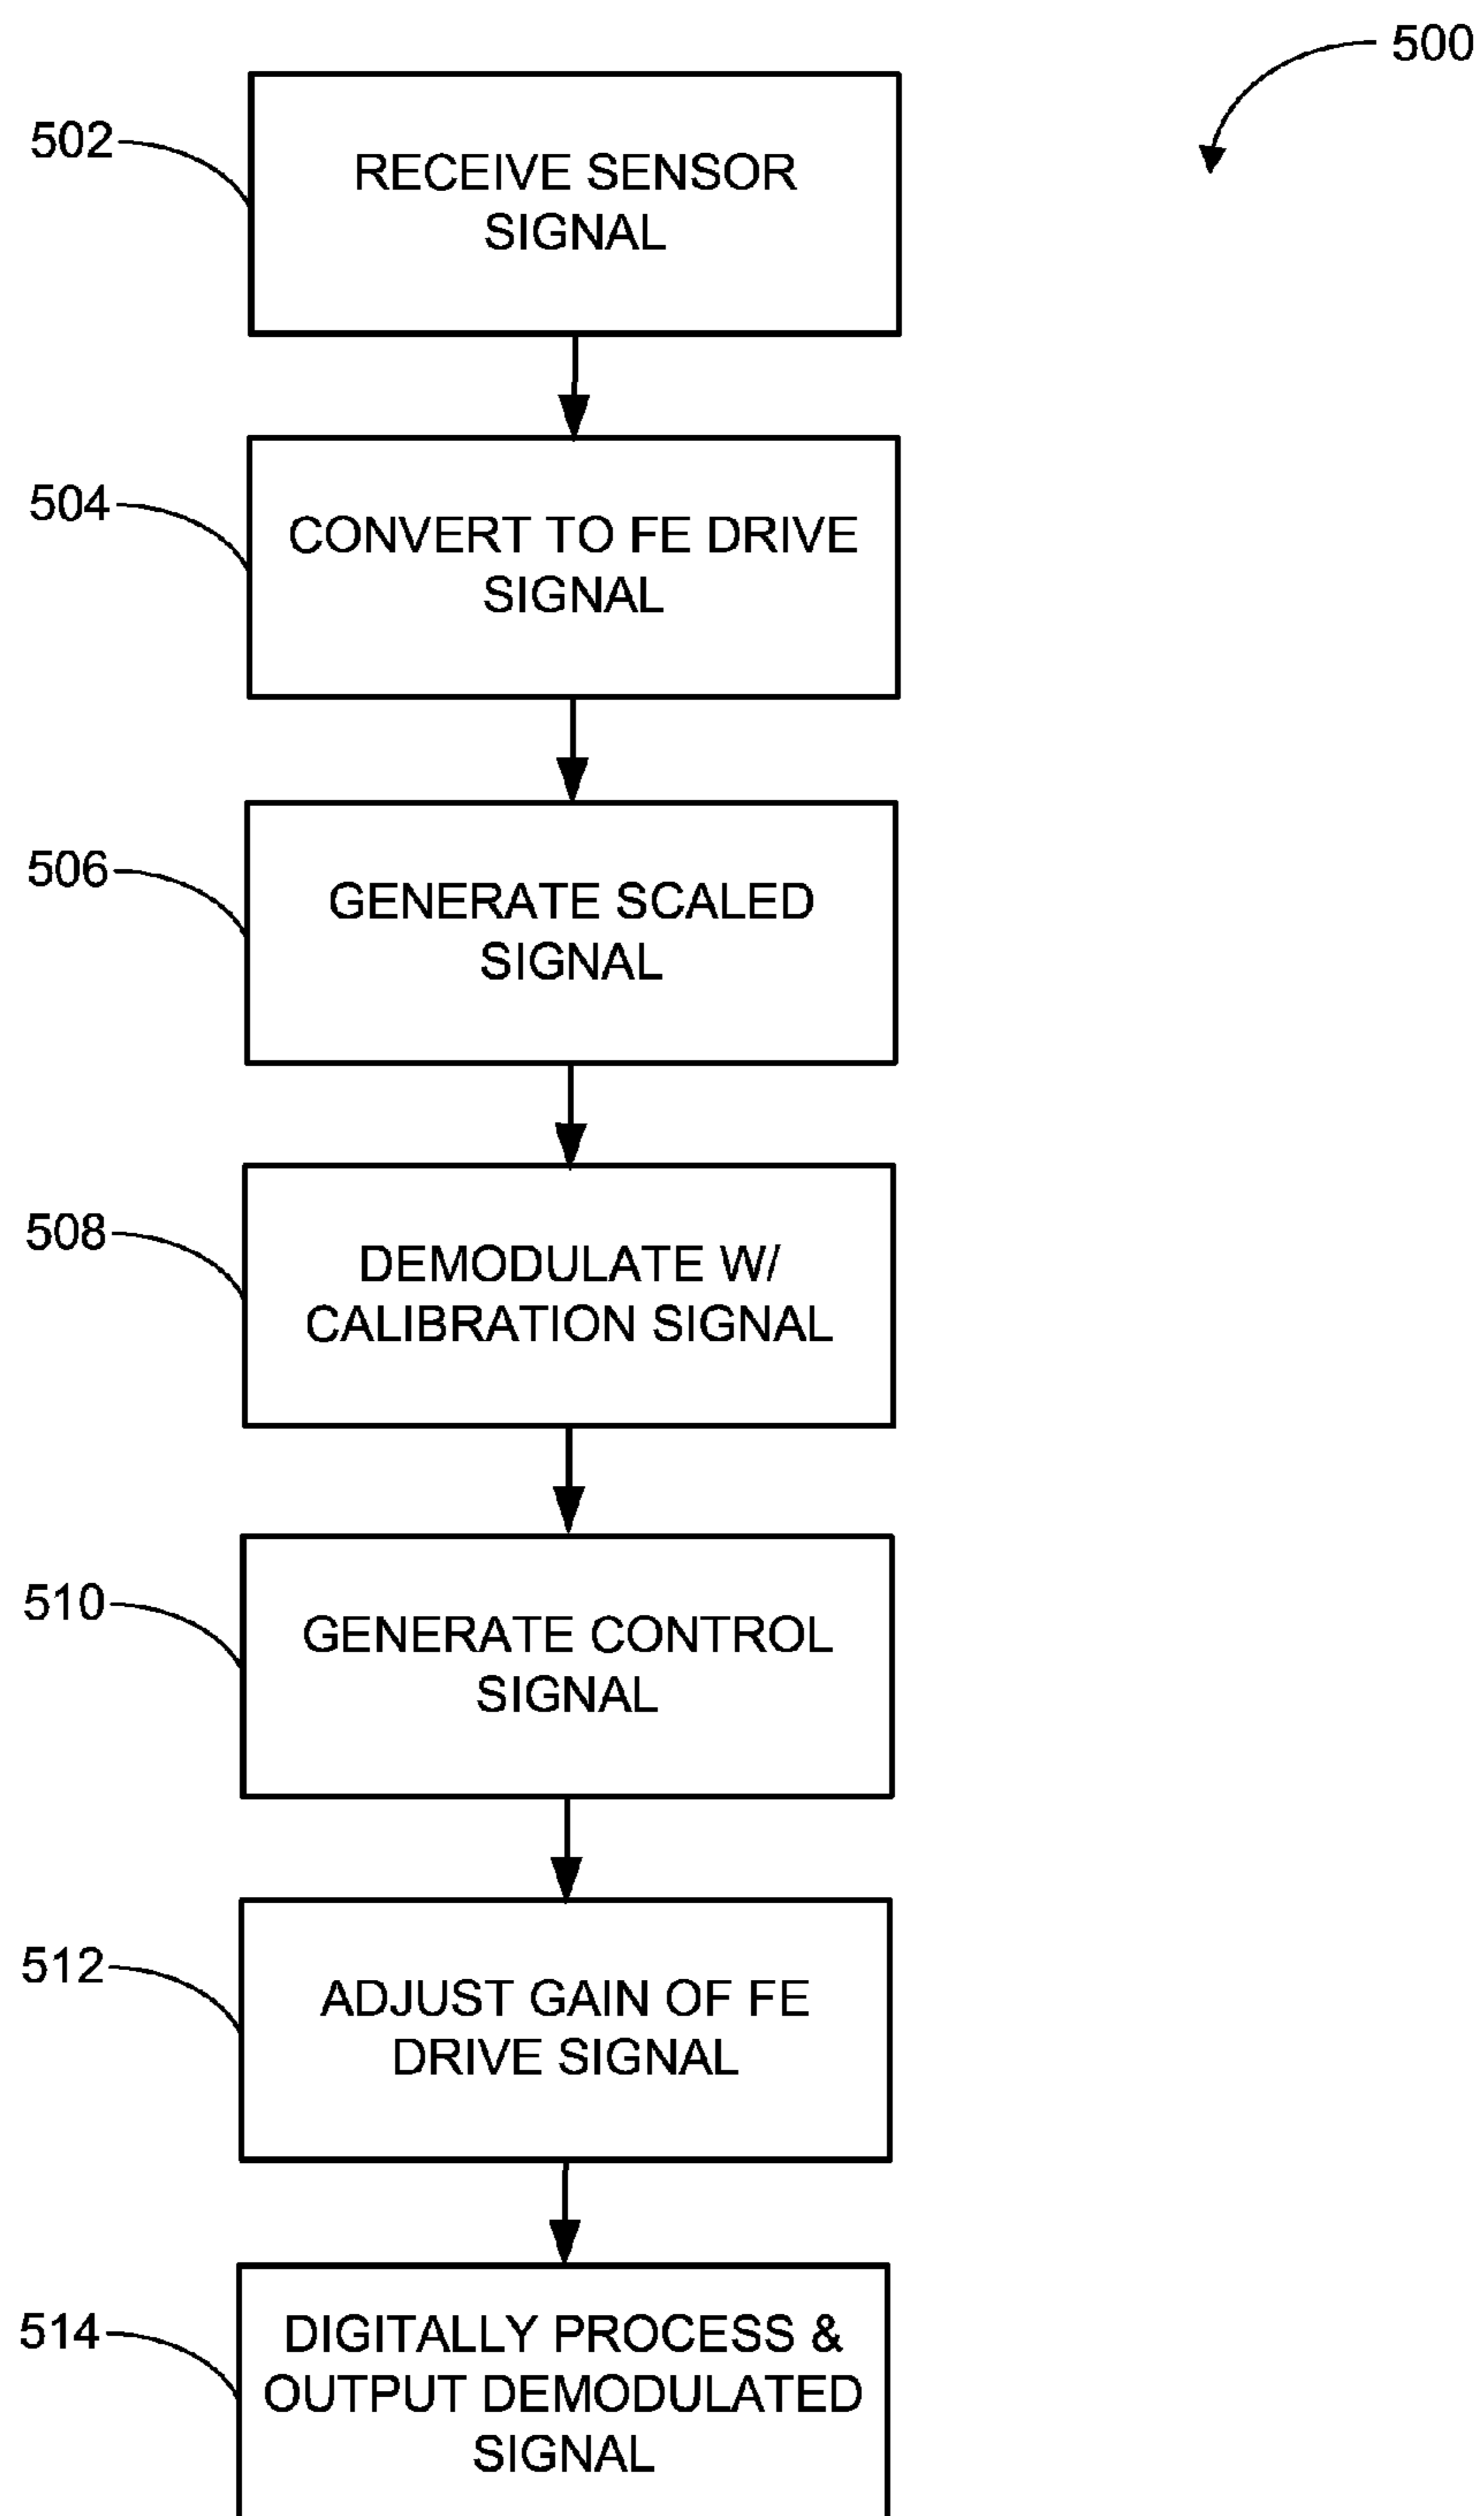 500
502
RECEIVE SENSOR
SIGNAL
504
CONVERT TO FE DRIVE
SIGNAL
506
GENERATE SCALED
SIGNAL
508
DEMODULATE W/
CALIBRATION SIGNAL
510
GENERATE CONTROL
SIGNAL
512
ADJUST GAIN OF FE
DRIVE SIGNAL
514
DIGITALLY PROCESS &
OUTPUT DEMODULATED
SIGNAL